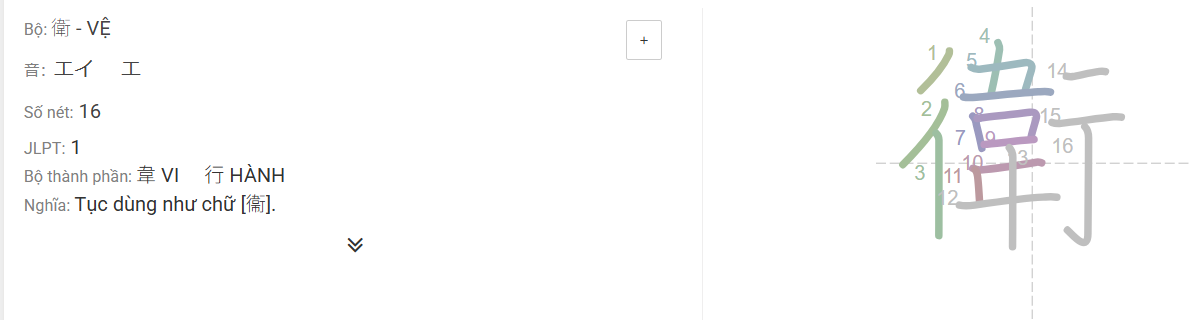 Bộ: 衛 - VỆ
音: エイ エ
Số nét: 16
JLPT: 1
Bộ thành phần: 韋 VI 行 HÀNH
Nghĩa: Tục dùng như chữ [衞].
+
衛
1
2
3
4
5
6
7
8
9
10
11
12
13
14
15
16